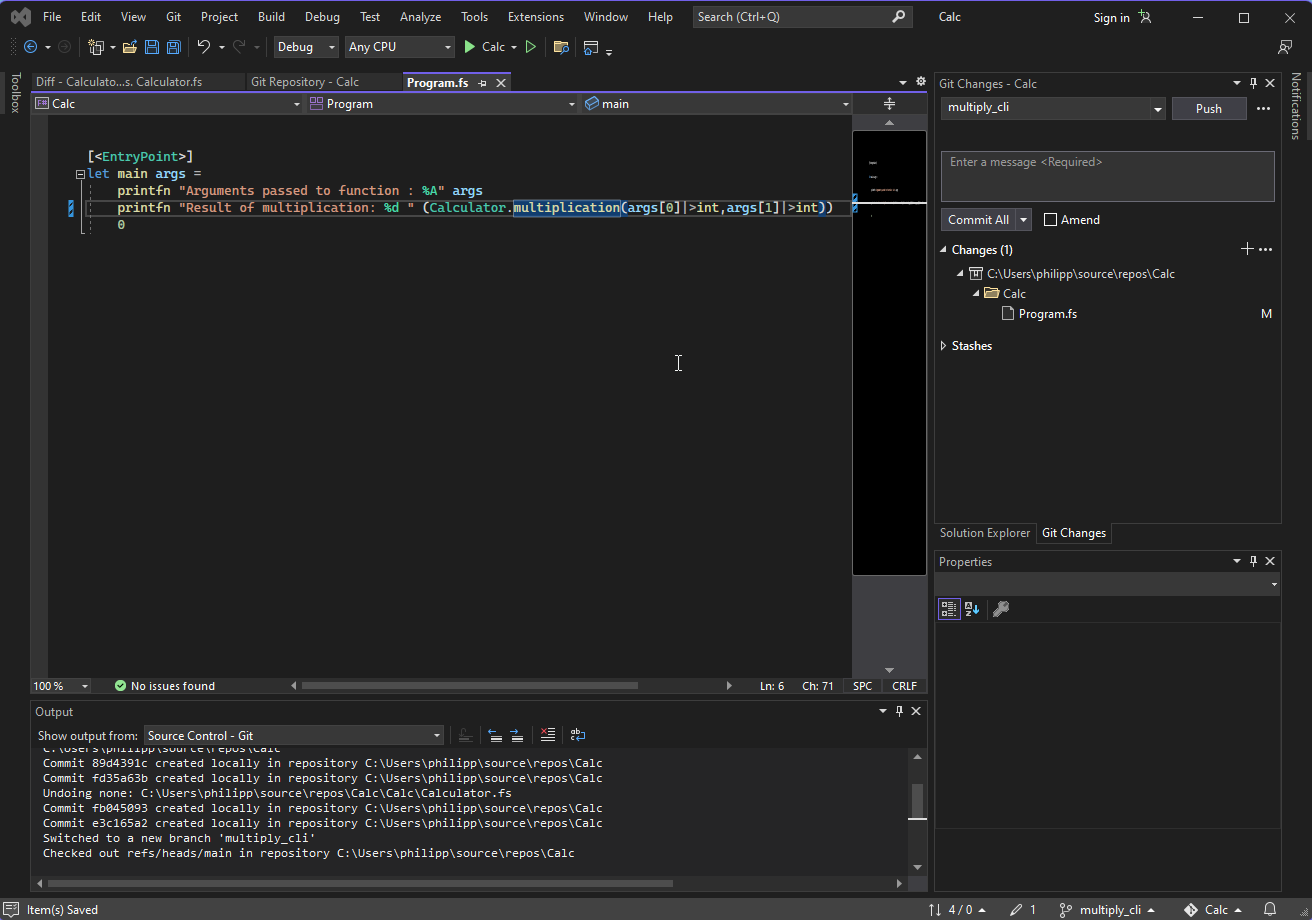 File Edit View Git Project Build Debug Test Analyze Tools Extensions Window Help Search (Ctrl+Q) Calc Sign in
Debug Any CPU Calc
Toolbox
Diff - Calculato...s. Calculator.fs Git Repository - Calc Program.fs
F# Calc Program main
[<EntryPoint>]
let main args =
printfn "Arguments passed to function : %A" args
printfn "Result of multiplication: %d " (Calculator.multiplication(args[0]|>int,args[1]|>int))
0
100 % No issues found Ln: 6 Ch: 71 SPC CRLF
Output
Show output from: Source Control - Git
C:\Users\philipp\source\repos\Calc
Commit 89d4391c created locally in repository C:\Users\philipp\source\repos\Calc
Commit fd35a63b created locally in repository C:\Users\philipp\source\repos\Calc
Undoing none: C:\Users\philipp\source\repos\Calc\Calc\Calculator.fs
Commit fb045093 created locally in repository C:\Users\philipp\source\repos\Calc
Commit e3c165a2 created locally in repository C:\Users\philipp\source\repos\Calc
Switched to a new branch 'multiply_cli'
Checked out refs/heads/main in repository C:\Users\philipp\source\repos\Calc
Git Changes - Calc
multiply_cli Push
Enter a message <Required>
Commit All Amend
Changes (1)
C:\Users\philipp\source\repos\Calc
Calc
Program.fs M
Stashes
Solution Explorer Git Changes
Properties
Notifications
Item(s) Saved 4 / 0 1 multiply_cli Calc